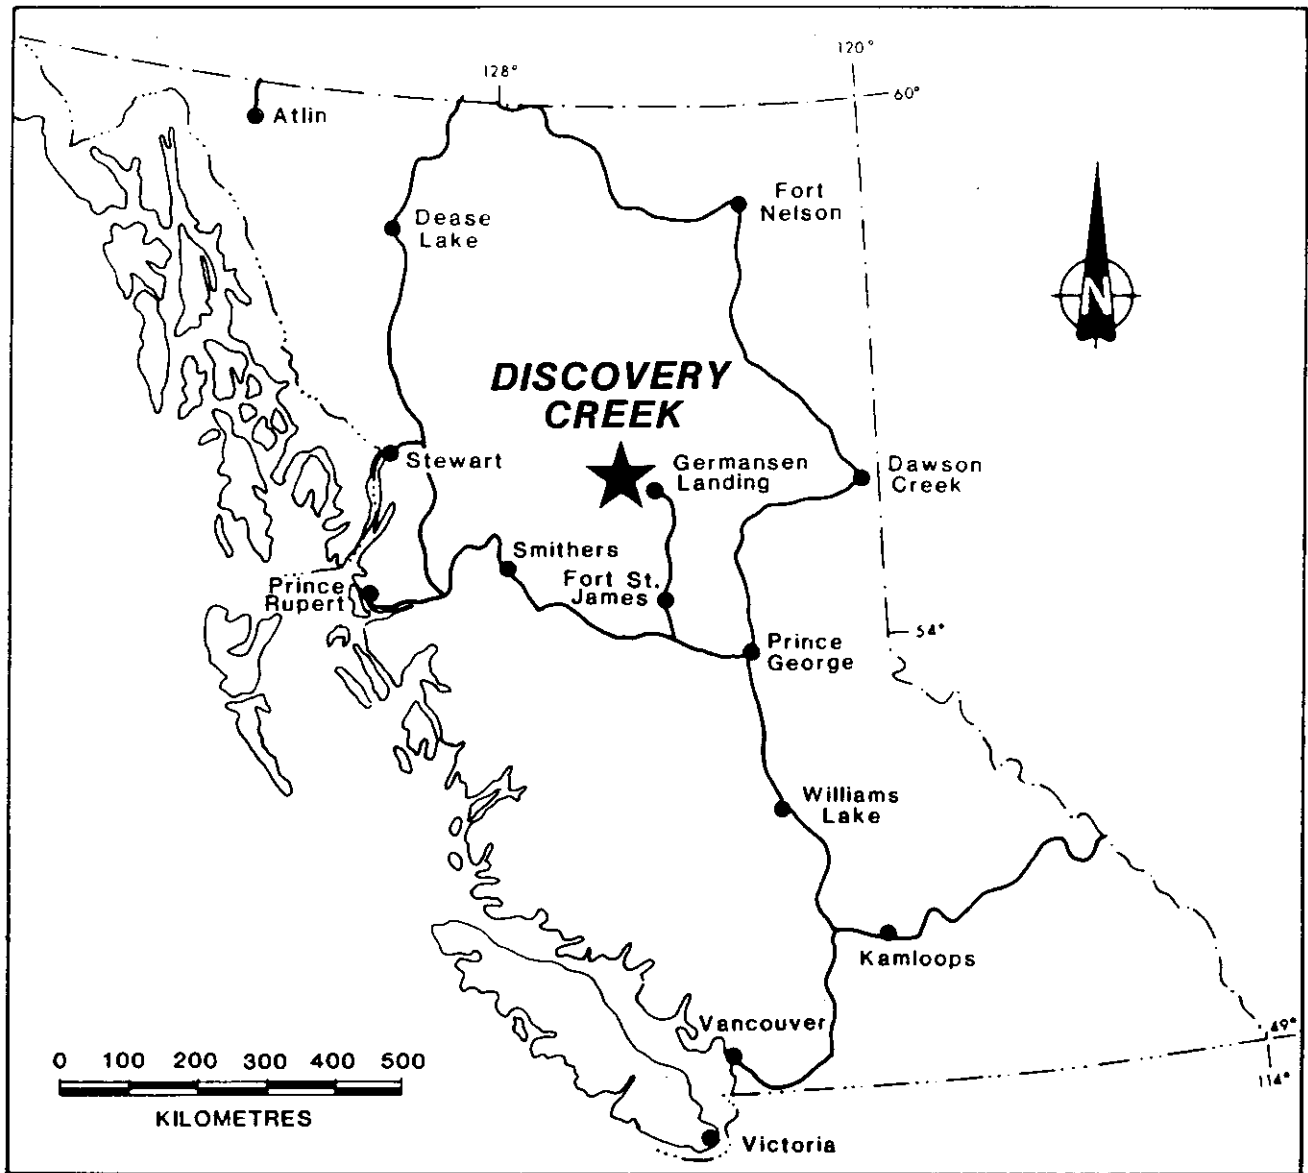 120°
128°
60°
Atlin
Fort
Nelson
Dease
Lake
N
DISCOVERY
CREEK
Stewart
Germansen
Landing
Dawson
Creek
Smithers
Fort St.
James
Prince
Rupert
54°
Prince
George
Williams
Lake
Kamloops
Vancouver
49°
114°
0 100 200 300 400 500
KILOMETRES
Victoria